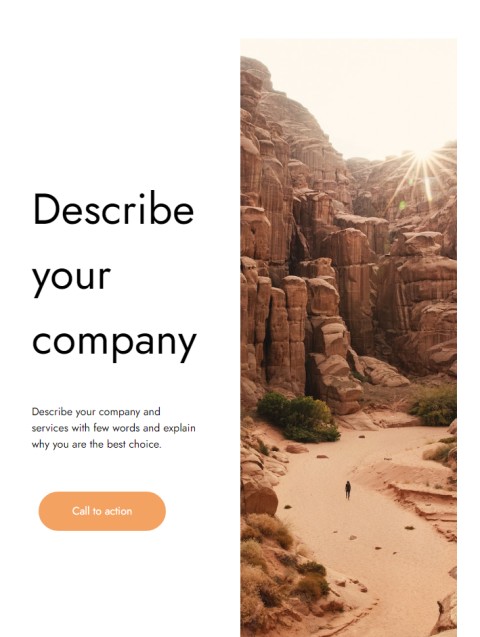 Describe
your
company
Describe your company and
services with few words and explain
why you are the best choice.
Call to action